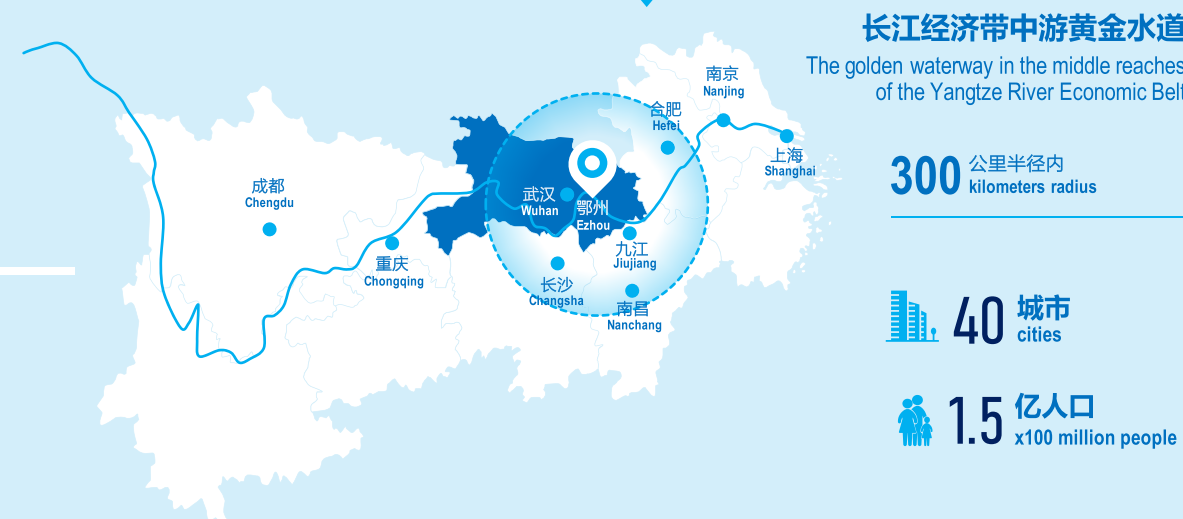 长江经济带中游黄金水道
The golden waterway in the middle reaches
of the Yangtze River Economic Belt
300 公里半径内
kilometers radius
40 城市
cities
1.5 亿人口
x100 million people
南京
Nanjing
合肥
Hefei
上海
Shanghai
成都
Chengdu
武汉
Wuhan
鄂州
Ezhou
九江
Jiujiang
重庆
Chongqing
长沙
Changsha
南昌
Nanchang